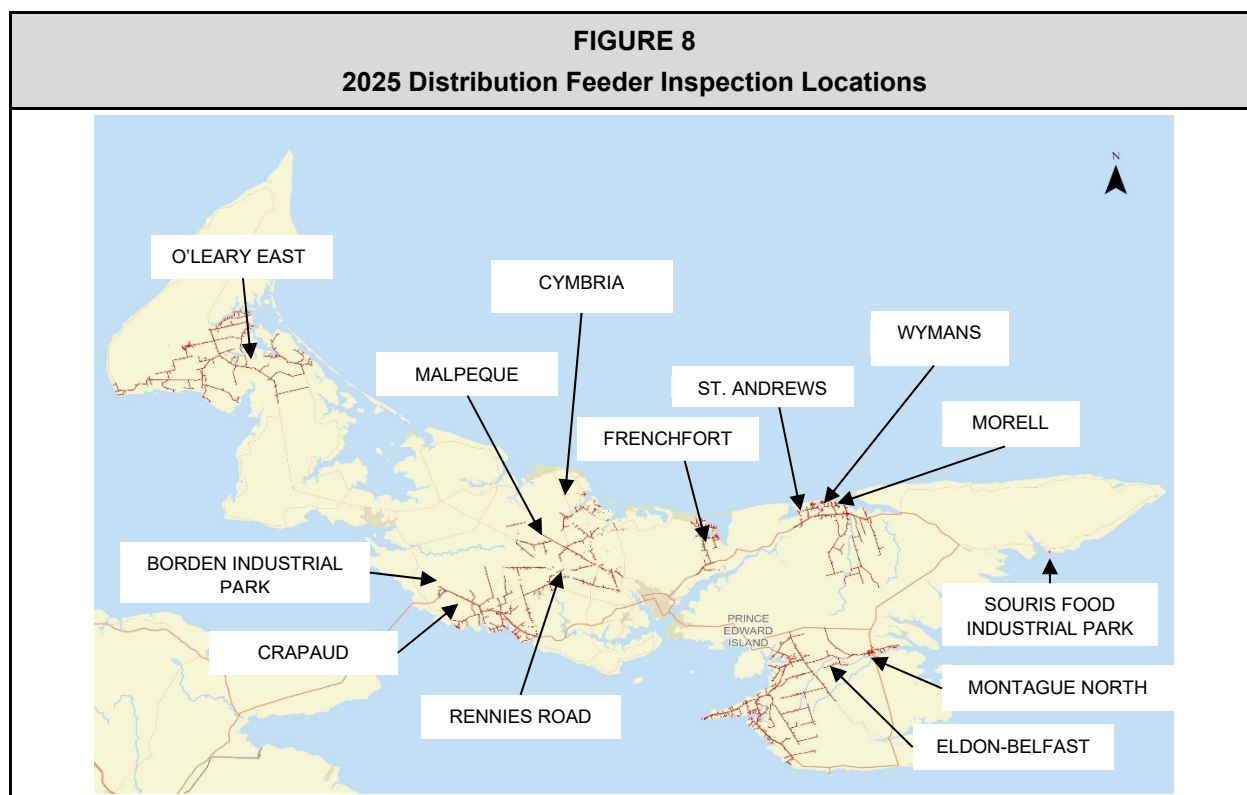 FIGURE 8
2025 Distribution Feeder Inspection Locations
N
O'LEARY EAST
CYMBRIA
WYMANS
MALPEQUE
ST. ANDREWS
MORELL
FRENCHFORT
BORDEN INDUSTRIAL
PARK
SOURIS FOOD
INDUSTRIAL PARK
PRINCE
EDWARD
ISLAND
CRAPAUD
MONTAGUE NORTH
RENNIES ROAD
ELDON-BELFAST